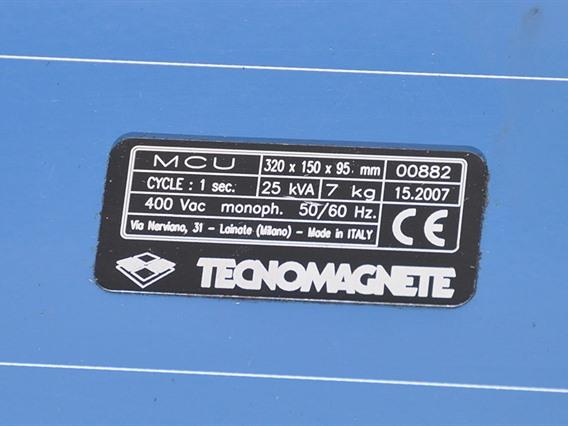 MCU 320 x 150 x 95 mm 00882
CYCLE : 1 sec. 25 kVA 7 kg 15.2007
400 Vac monoph. 50/60 Hz. CE
Via Nerviano, 31 - Lainate (Milano) - Made in ITALY
TECNOMAGNETE